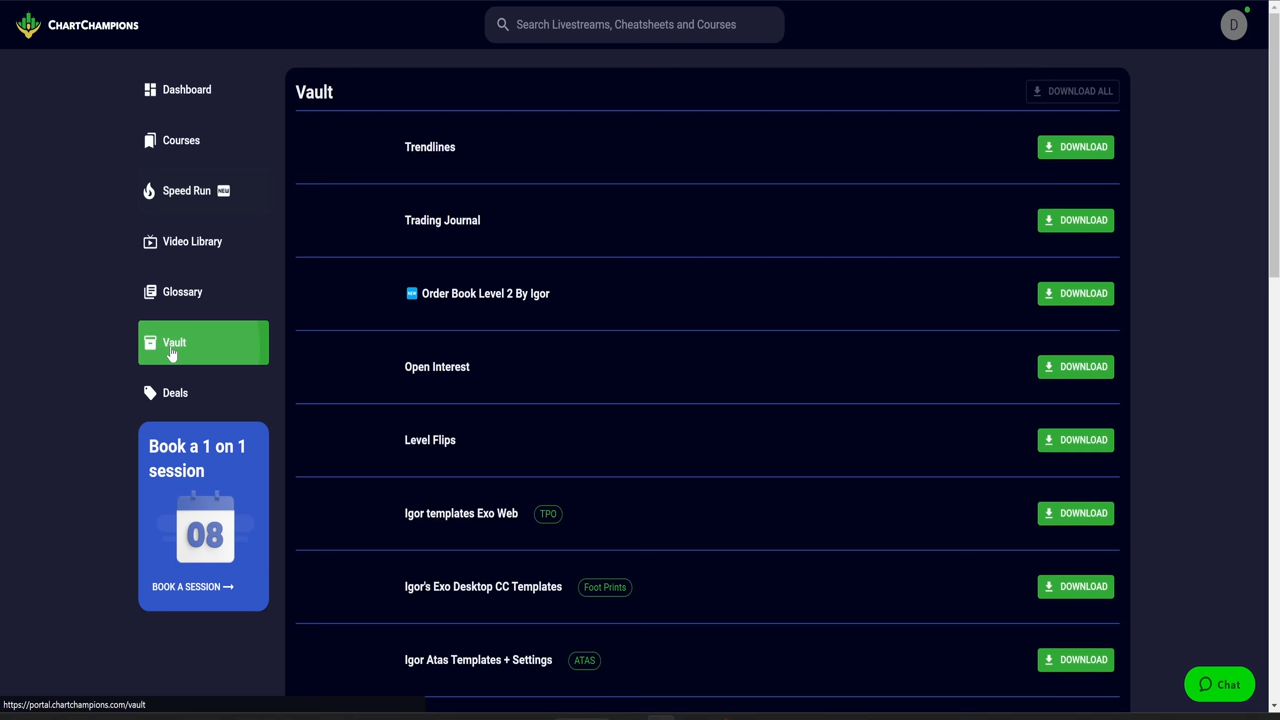 ChartChampions
Search Livestreams, Cheatsheets and Courses
D
Dashboard
Courses
Speed Run NEW
Video Library
Glossary
Vault
Deals
Book a 1 on 1
session
08
BOOK A SESSION →
Vault
DOWNLOAD ALL
Trendlines
DOWNLOAD
Trading Journal
DOWNLOAD
NEW Order Book Level 2 By Igor
DOWNLOAD
Open Interest
DOWNLOAD
Level Flips
DOWNLOAD
Igor templates Exo Web TPO
DOWNLOAD
Igor's Exo Desktop CC Templates Foot Prints
DOWNLOAD
Igor Atas Templates + Settings ATAS
DOWNLOAD
Chat
https://portal.chartchampions.com/vault